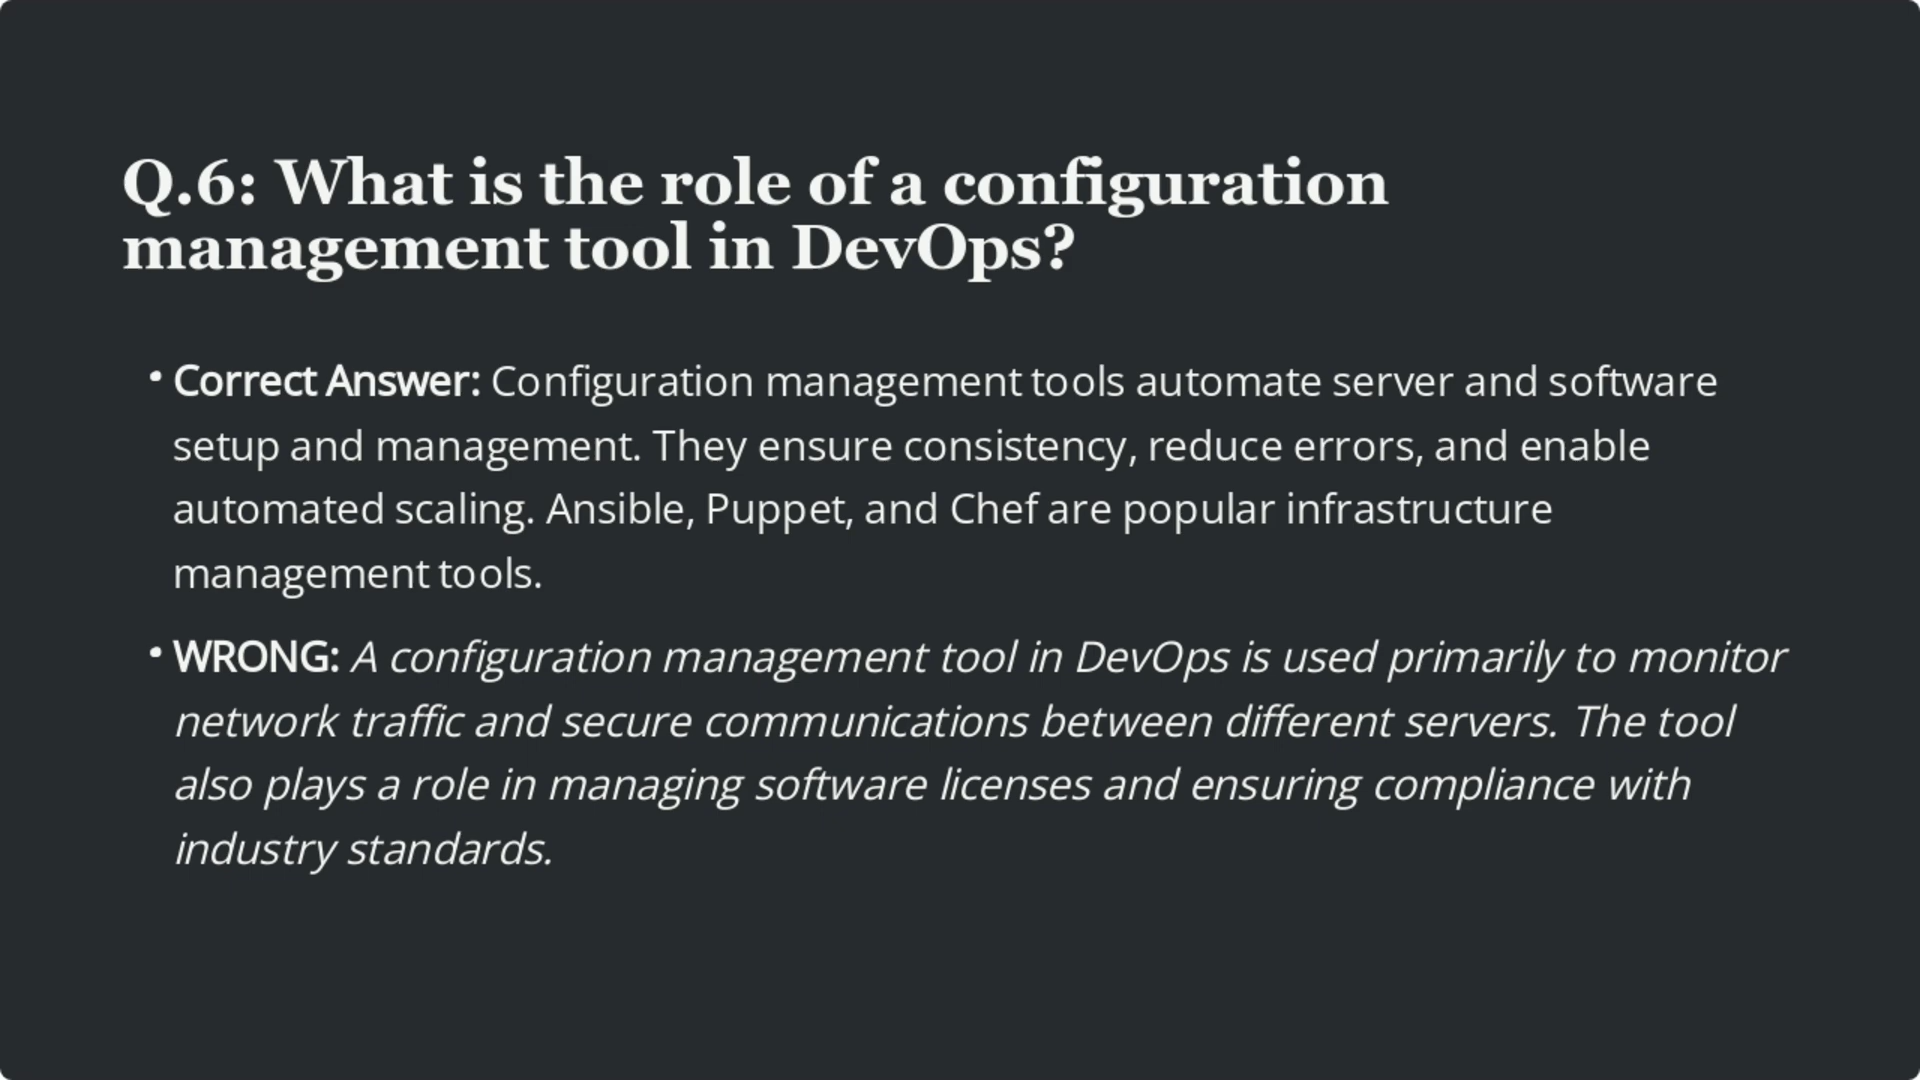 Q.6: What is the role of a configuration
management tool in DevOps?
• Correct Answer: Configuration management tools automate server and software
setup and management. They ensure consistency, reduce errors, and enable
automated scaling. Ansible, Puppet, and Chef are popular infrastructure
management tools.
• WRONG: A configuration management tool in DevOps is used primarily to monitor
network traffic and secure communications between different servers. The tool
also plays a role in managing software licenses and ensuring compliance with
industry standards.